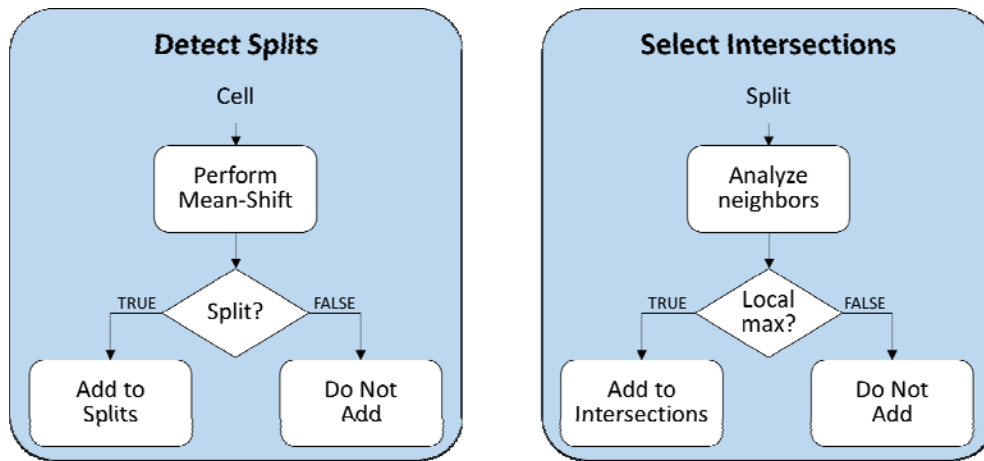 Detect Splits
Cell
Perform
Mean-Shift
Split?
TRUE
FALSE
Add to
Splits
Do Not
Add
Select Intersections
Split
Analyze
neighbors
Local
max?
TRUE
FALSE
Add to
Intersections
Do Not
Add